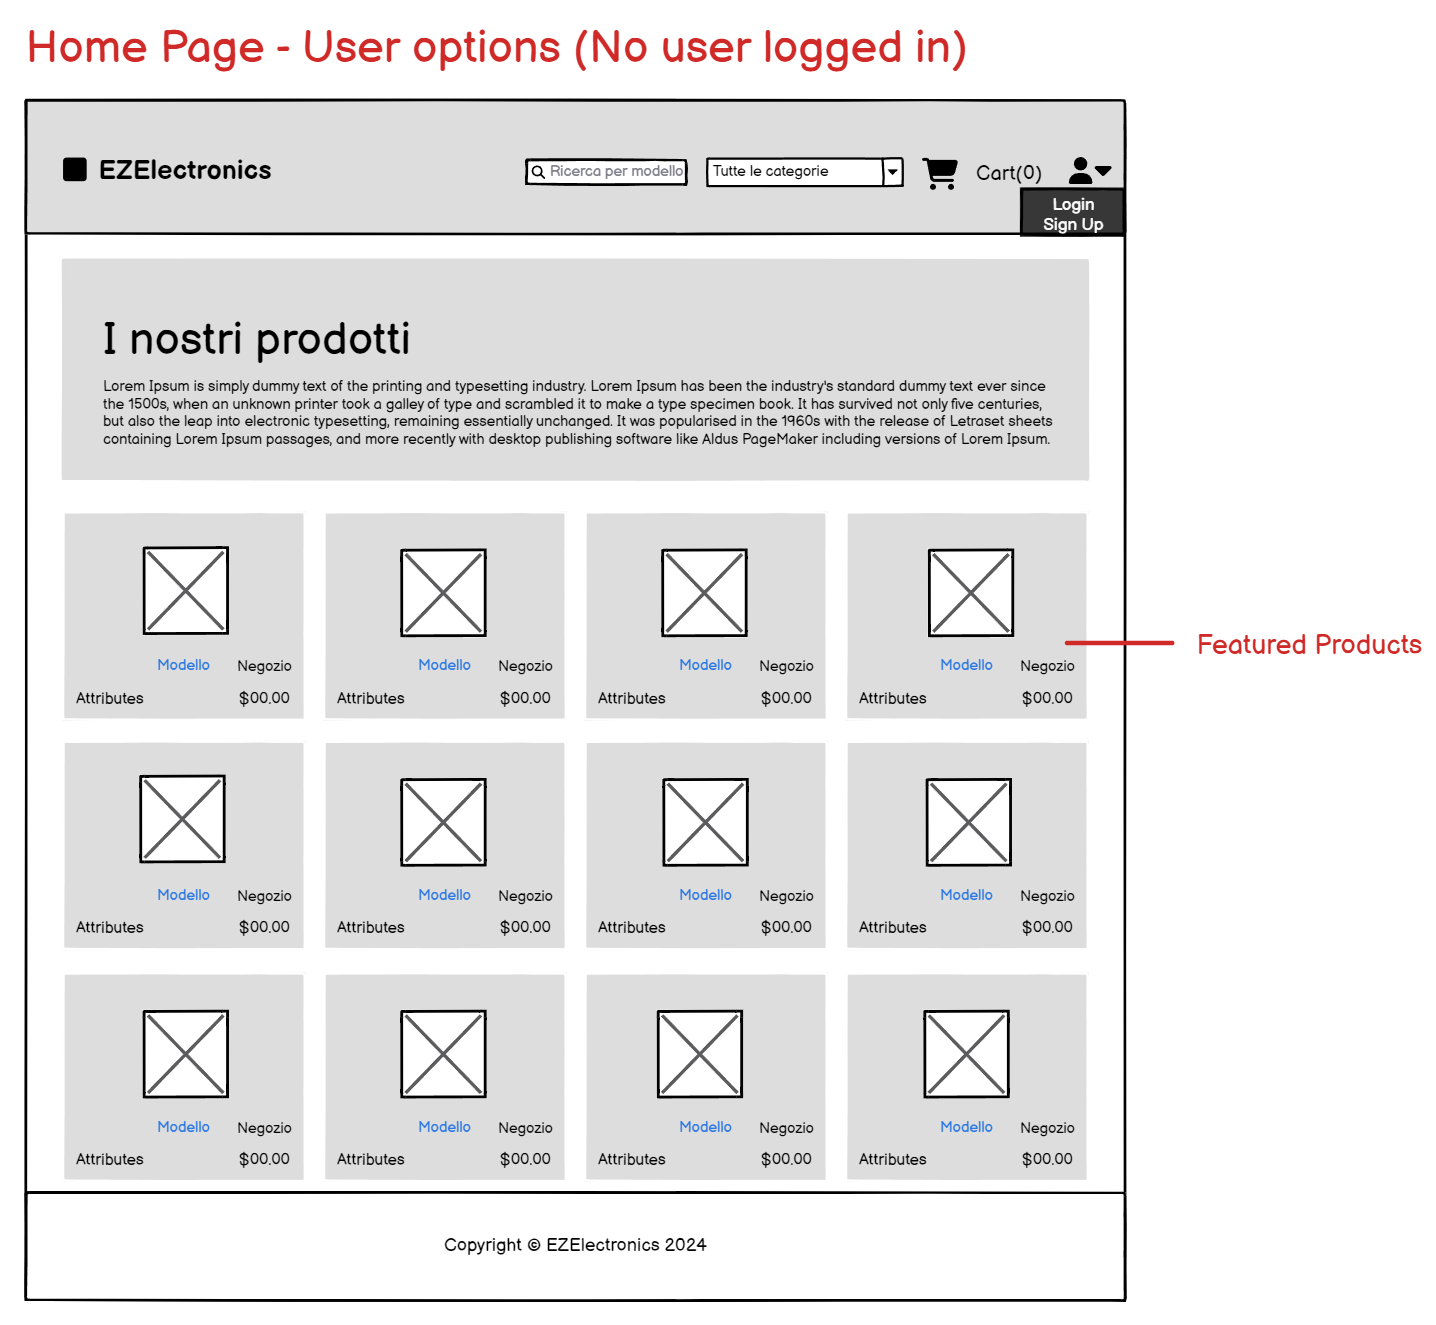 Home Page - User options (No user logged in)
EZElectronics
Ricerca per modello
Tutte le categorie
Cart(0)
Login
Sign Up
I nostri prodotti
Lorem Ipsum is simply dummy text of the printing and typesetting industry. Lorem Ipsum has been the industry's standard dummy text ever since
the 1500s, when an unknown printer took a galley of type and scrambled it to make a type specimen book. It has survived not only five centuries,
but also the leap into electronic typesetting, remaining essentially unchanged. It was popularised in the 1960s with the release of Letraset sheets
containing Lorem Ipsum passages, and more recently with desktop publishing software like Aldus PageMaker including versions of Lorem Ipsum.
Modello Negozio
Attributes $00.00
Modello Negozio
Attributes $00.00
Modello Negozio
Attributes $00.00
Modello Negozio
Attributes $00.00
Featured Products
Modello Negozio
Attributes $00.00
Modello Negozio
Attributes $00.00
Modello Negozio
Attributes $00.00
Modello Negozio
Attributes $00.00
Modello Negozio
Attributes $00.00
Modello Negozio
Attributes $00.00
Modello Negozio
Attributes $00.00
Modello Negozio
Attributes $00.00
Copyright © EZElectronics 2024